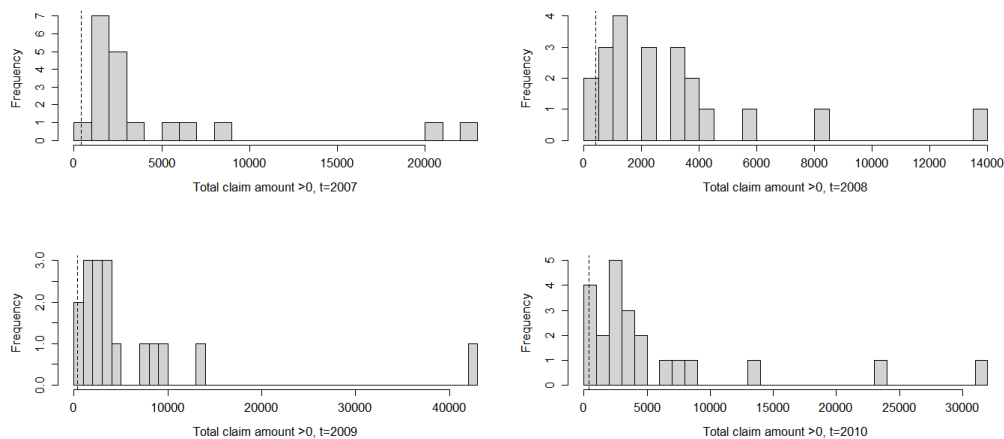 Frequency
7
6
5
4
3
2
1
0
0 5000 10000 15000 20000
Total claim amount >0, t=2007
Frequency
4
3
2
1
0
0 2000 4000 6000 8000 10000 12000 14000
Total claim amount >0, t=2008
Frequency
3.0
2.0
1.0
0.0
0 10000 20000 30000 40000
Total claim amount >0, t=2009
Frequency
5
4
3
2
1
0
0 5000 10000 15000 20000 25000 30000
Total claim amount >0, t=2010